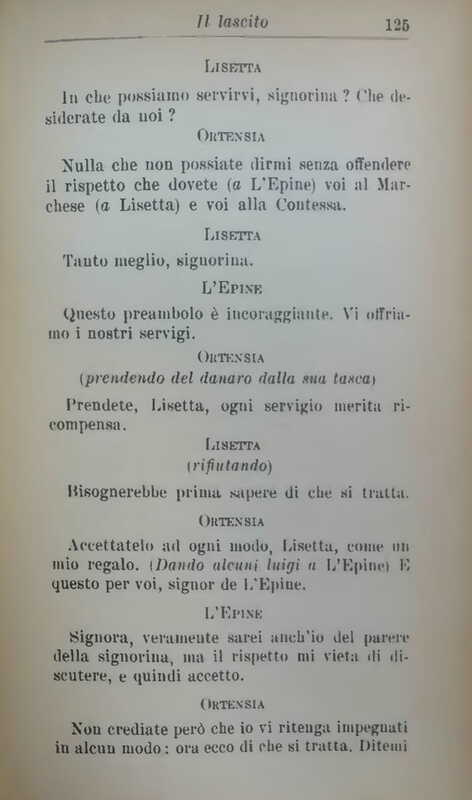 Il lascito 125
LISETTA
In che possiamo servirvi, signorina ? Che de-
siderate da noi ?
ORTENSIA
Nulla che non possiate dirmi senza offendere
il rispetto che dovete (a L'Epine) voi al Mar-
chese (a Lisetta) e voi alla Contessa.
LISETTA
Tanto meglio, signorina.
L'EPINE
Questo preambolo è incoraggiante. Vi offria-
mo i nostri servigi.
ORTENSIA
(prendendo del danaro dalla sua tasca)
Prendete, Lisetta, ogni servigio merita ri-
compensa.
LISETTA
(rifiutando)
Bisognerebbe prima sapere di che si tratta.
ORTENSIA
Accettatelo ad ogni modo, Lisetta, come un
mio regalo. (Dando alcuni luigi a L'Epine) E
questo per voi, signor de L'Epine.
L'EPINE
Signora, veramente sarei anch'io del parere
della signorina, ma il rispetto mi vieta di di-
scutere, e quindi accetto.
ORTENSIA
Non crediate però che io vi ritenga impegnati
in alcun modo : ora ecco di che si tratta. Ditemi